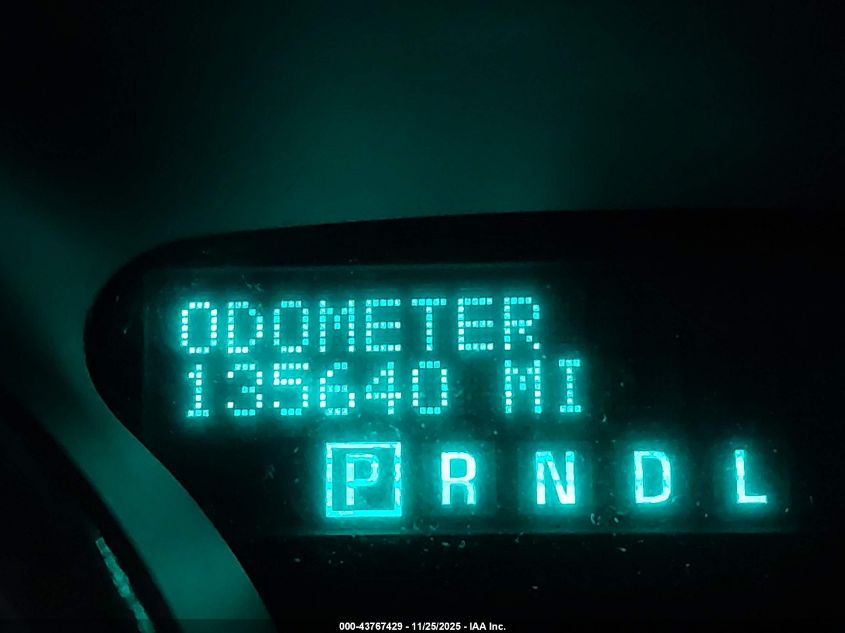 ODOMETER
135640 MI
P R N D L
000-43767429 - 11/25/2025 - IAA Inc.